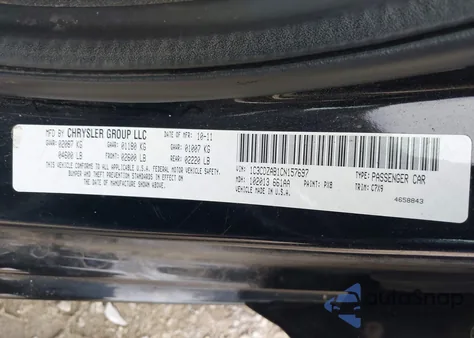 MFD BY CHRYSLER GROUP LLC DATE OF MFR: 10-11
GVWR: 02087 KG GAWR: 01180 KG GAWR: 01007 KG
04600 LB FRONT: 02600 LB REAR: 02220 LB
THIS VEHICLE CONFORMS TO ALL APPLICABLE U.S.A. FEDERAL MOTOR VEHICLE SAFETY,
BUMPER AND THEFT PREVENTION STANDARDS IN EFFECT
ON THE DATE OF MANUFACTURE SHOWN ABOVE.
VIN: 1C3CDZAB1CN157697 TYPE: PASSENGER CAR
MDH: 102013 661AA PAINT: PX8 TRIM: C7X9
MADE IN U.S.A.
4658843
AutoSnap